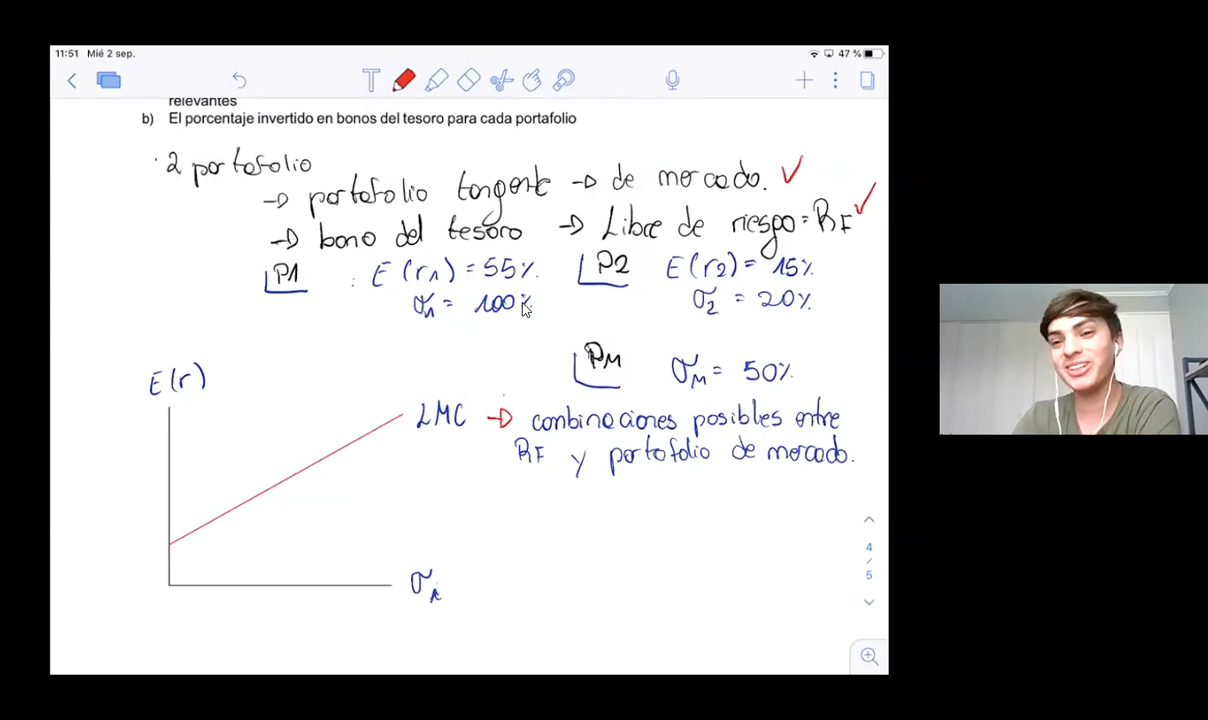 11:51 Mié 2 sep.
47 %
relevantes
b) El porcentaje invertido en bonos del tesoro para cada portafolio
· 2 portafolio
→ portafolio tangente → de mercado. ✓
→ bono del tesoro → Libre de riesgo = RF ✓
P1 : E(r1) = 55%. P2 E(r2) = 15%.
σ1 = 100% σ2 = 20%.
PM σM = 50%.
E(r)
LMC → combinaciones posibles entre
RF y portafolio de mercado.
σi
4
/
5